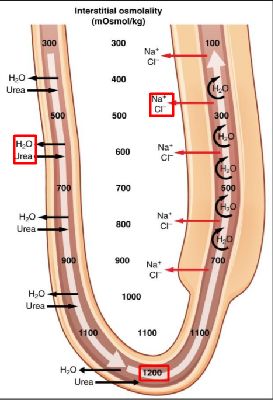 Interstitial osmolality
(mOsmol/kg)
300
300
100
Na⁺
Cl⁻
H₂O
Urea
400
H₂O
500
500
Na⁺
Cl⁻
300
H₂O
Urea
600
Na⁺
Cl⁻
H₂O
H₂O
700
700
500
H₂O
Urea
800
Na⁺
Cl⁻
H₂O
H₂O
900
900
700
Na⁺
Cl⁻
H₂O
Urea
1000
1100
1100
1100
H₂O
Urea
1200